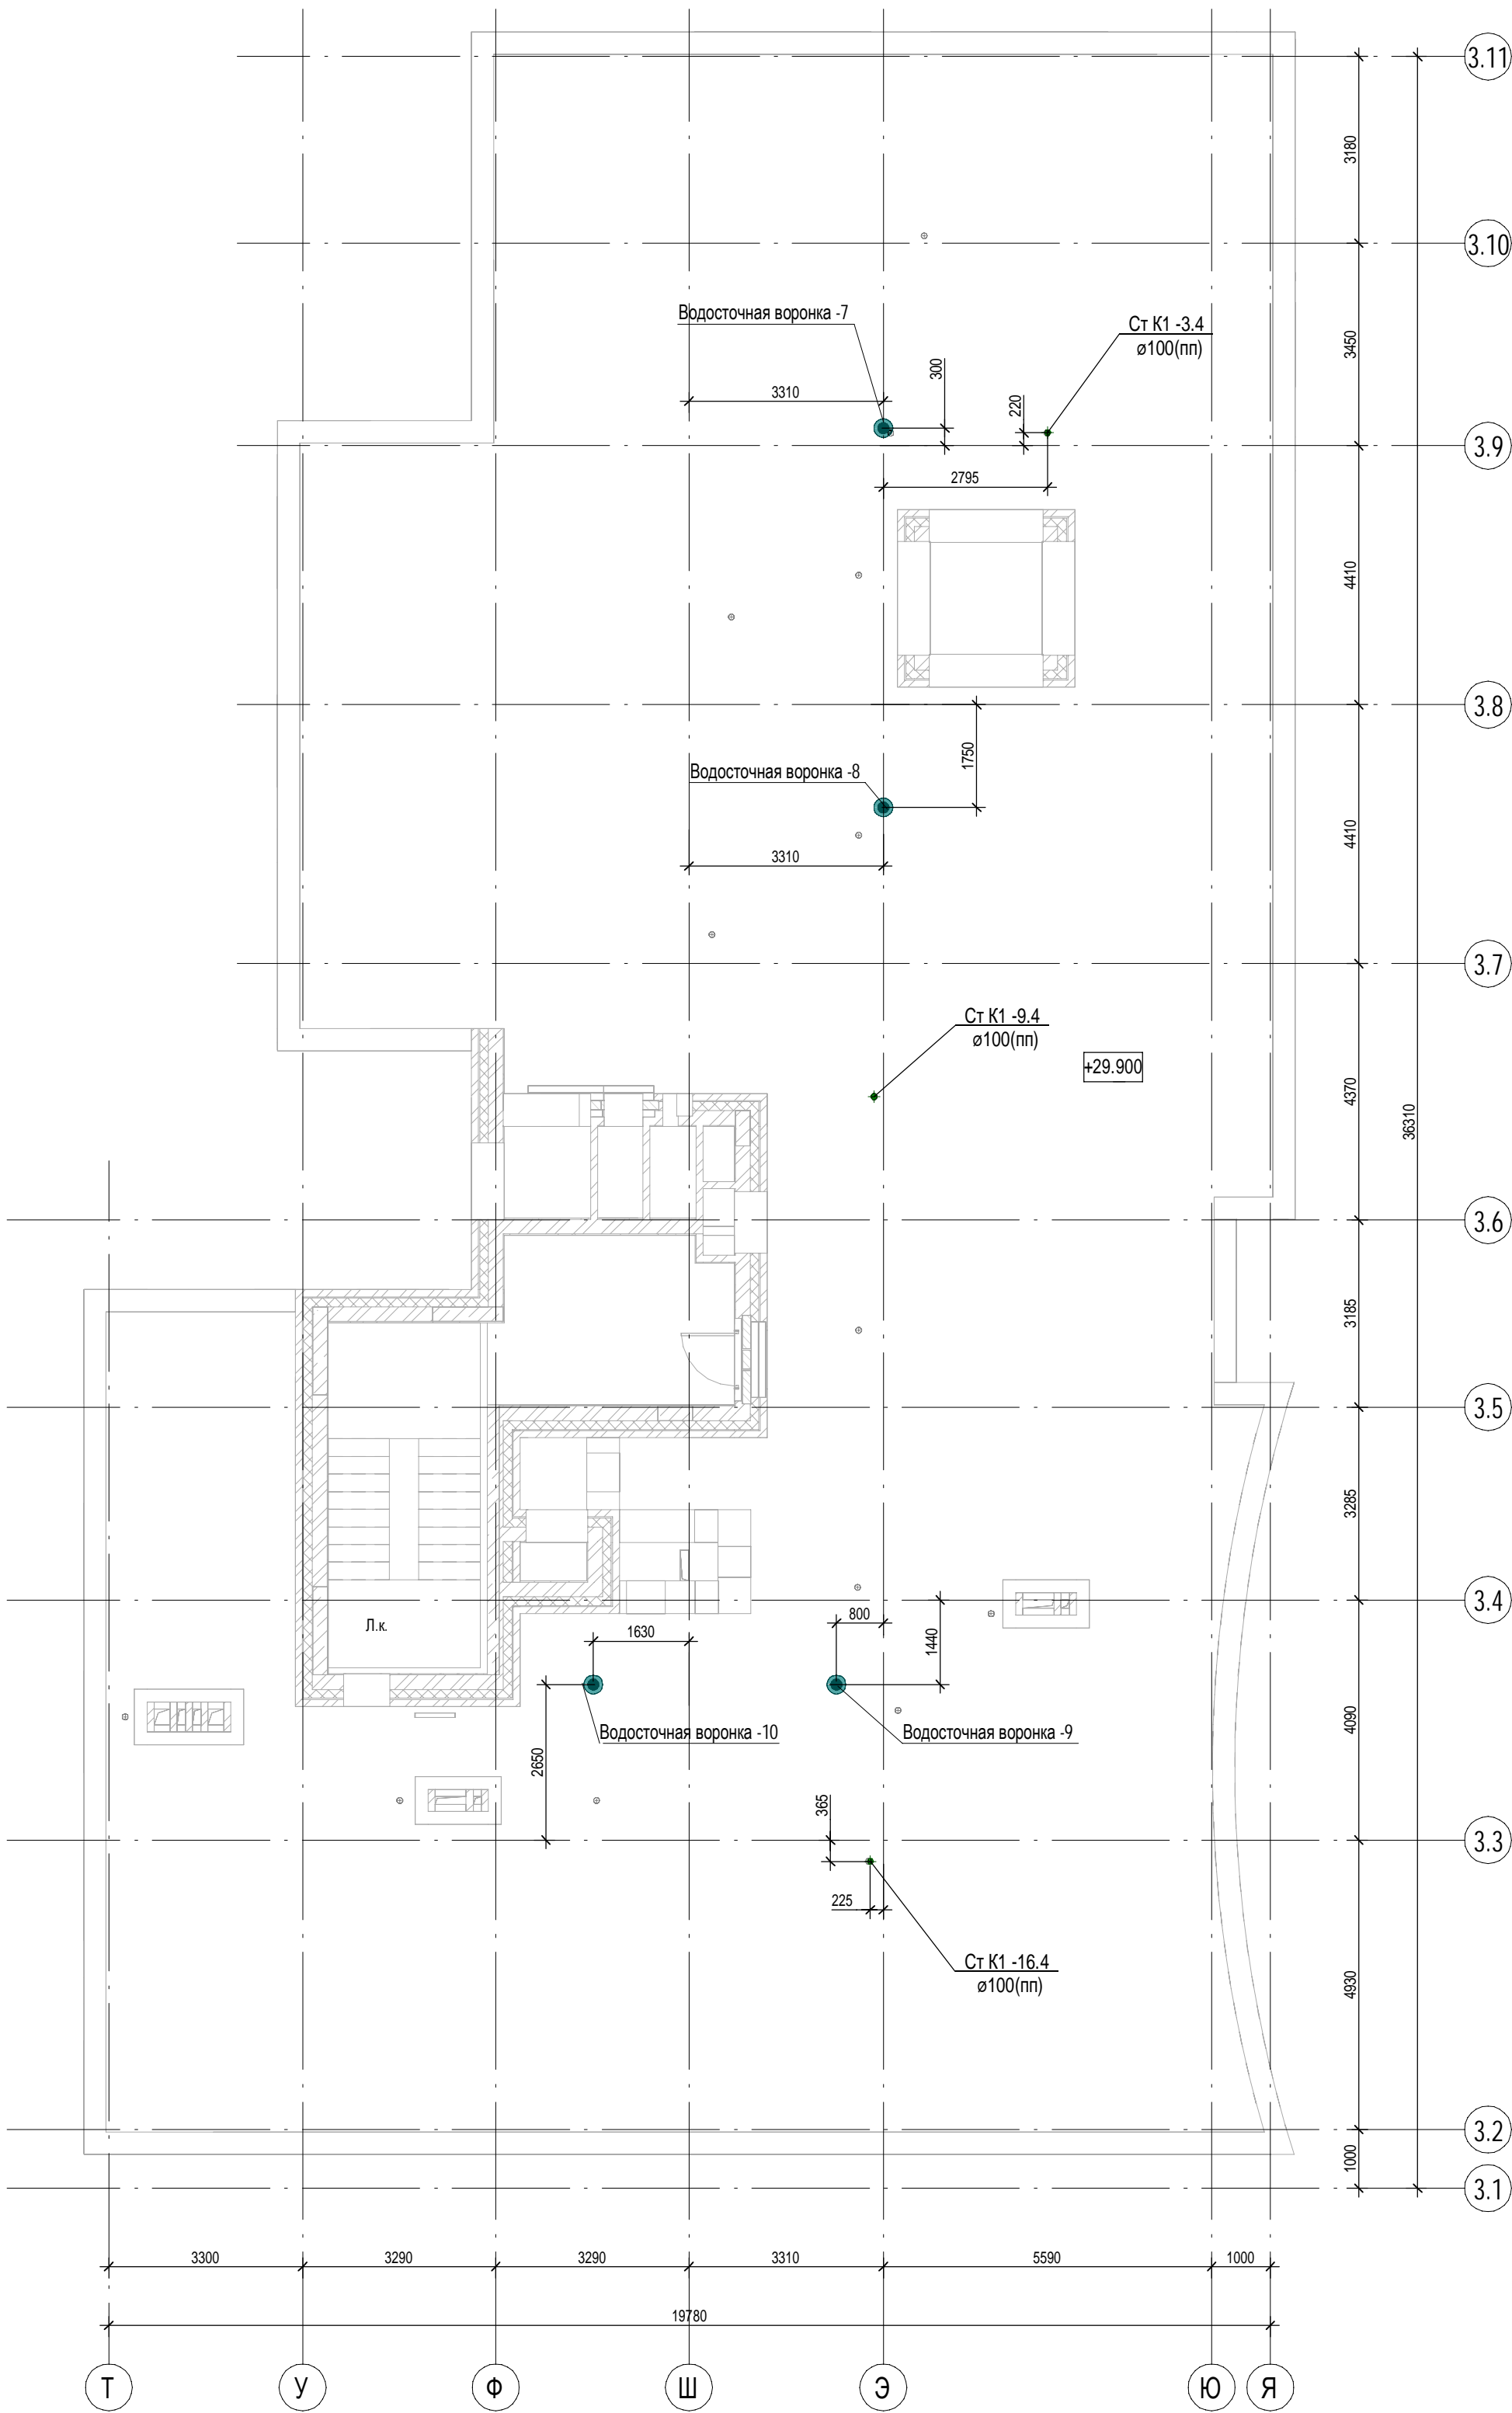 3.11
3180
3.10
Водосточная воронка -7
Ст К1 -3.4
ø100(пп)
3450
300
3310
220
3.9
2795
4410
3.8
1750
Водосточная воронка -8
4410
3310
3.7
Ст К1 -9.4
ø100(пп)
+29.900
4370
36310
3.6
3185
3.5
3285
3.4
800
Л.к.
1630
1440
4090
Водосточная воронка -10
Водосточная воронка -9
2650
365
3.3
225
Ст К1 -16.4
ø100(пп)
4930
3.2
1000
3.1
3300
3290
3290
3310
5590
1000
19780
Т
У
Ф
Ш
Э
Ю
Я